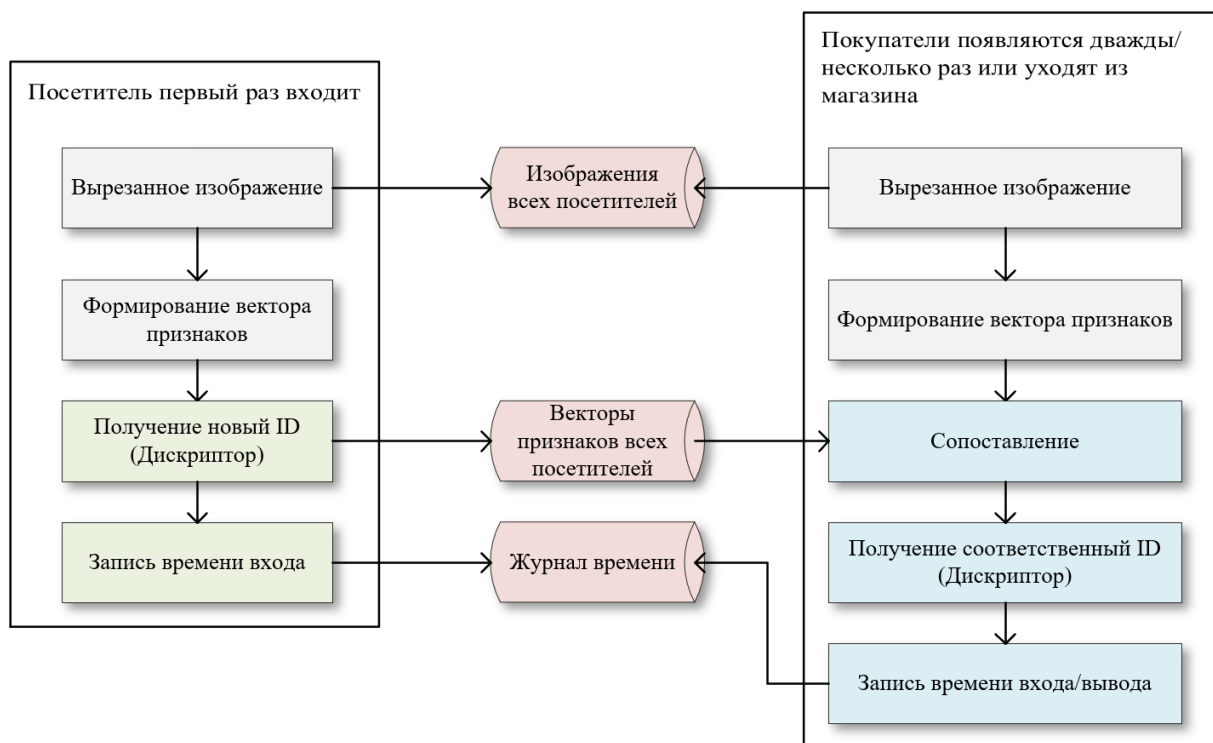 Посетитель первый раз входит
Вырезанное изображение
Формирование вектора
признаков
Получение новый ID
(Дискриптор)
Запись времени входа
Изображения
всех посетителей
Векторы
признаков всех
посетителей
Журнал времени
Покупатели появляются дважды/
несколько раз или уходят из
магазина
Вырезанное изображение
Формирование вектора признаков
Сопоставление
Получение соответственный ID
(Дискриптор)
Запись времени входа/вывода